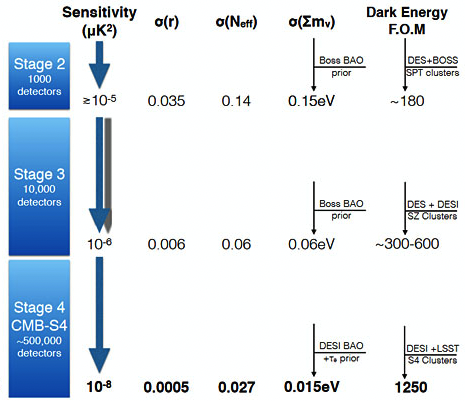 Sensitivity (μK²) σ(r) σ(Neff) σ(Σmν) Dark Energy F.O.M
Stage 2
1000
detectors
Boss BAO
prior
DES+BOSS
SPT clusters
≥10-5 0.035 0.14 0.15eV ~180
Stage 3
10,000
detectors
Boss BAO
prior
DES + DESI
SZ Clusters
10-6 0.006 0.06 0.06eV ~300-600
Stage 4
CMB-S4
~500,000
detectors
DESI BAO
+τe prior
DESI +LSST
S4 Clusters
10-8 0.0005 0.027 0.015eV 1250